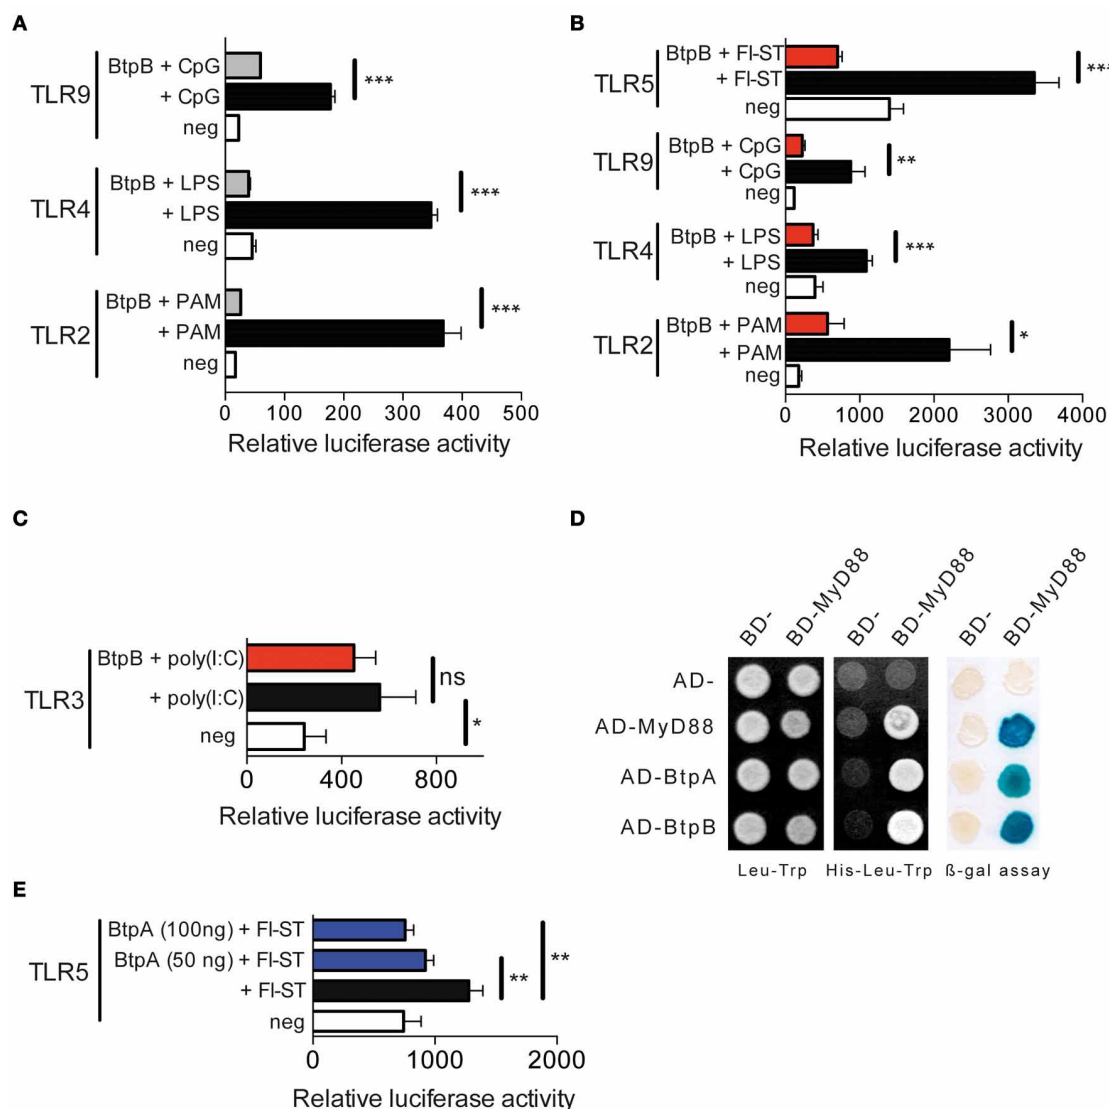 A
TLR9
BtpB + CpG
+ CpG
neg
***
TLR4
BtpB + LPS
+ LPS
neg
***
TLR2
BtpB + PAM
+ PAM
neg
***
0 100 200 300 400 500
Relative luciferase activity
B
TLR5
BtpB + Fl-ST
+ Fl-ST
neg
***
TLR9
BtpB + CpG
+ CpG
neg
**
TLR4
BtpB + LPS
+ LPS
neg
***
TLR2
BtpB + PAM
+ PAM
neg
*
0 1000 2000 3000 4000
Relative luciferase activity
C
TLR3
BtpB + poly(I:C)
+ poly(I:C)
neg
ns
*
0 400 800
Relative luciferase activity
D
BD- BD-MyD88 BD- BD-MyD88 BD- BD-MyD88
AD-
AD-MyD88
AD-BtpA
AD-BtpB
Leu-Trp His-Leu-Trp ß-gal assay
E
TLR5
BtpA (100ng) + Fl-ST
BtpA (50 ng) + Fl-ST
+ Fl-ST
neg
** **
0 1000 2000
Relative luciferase activity